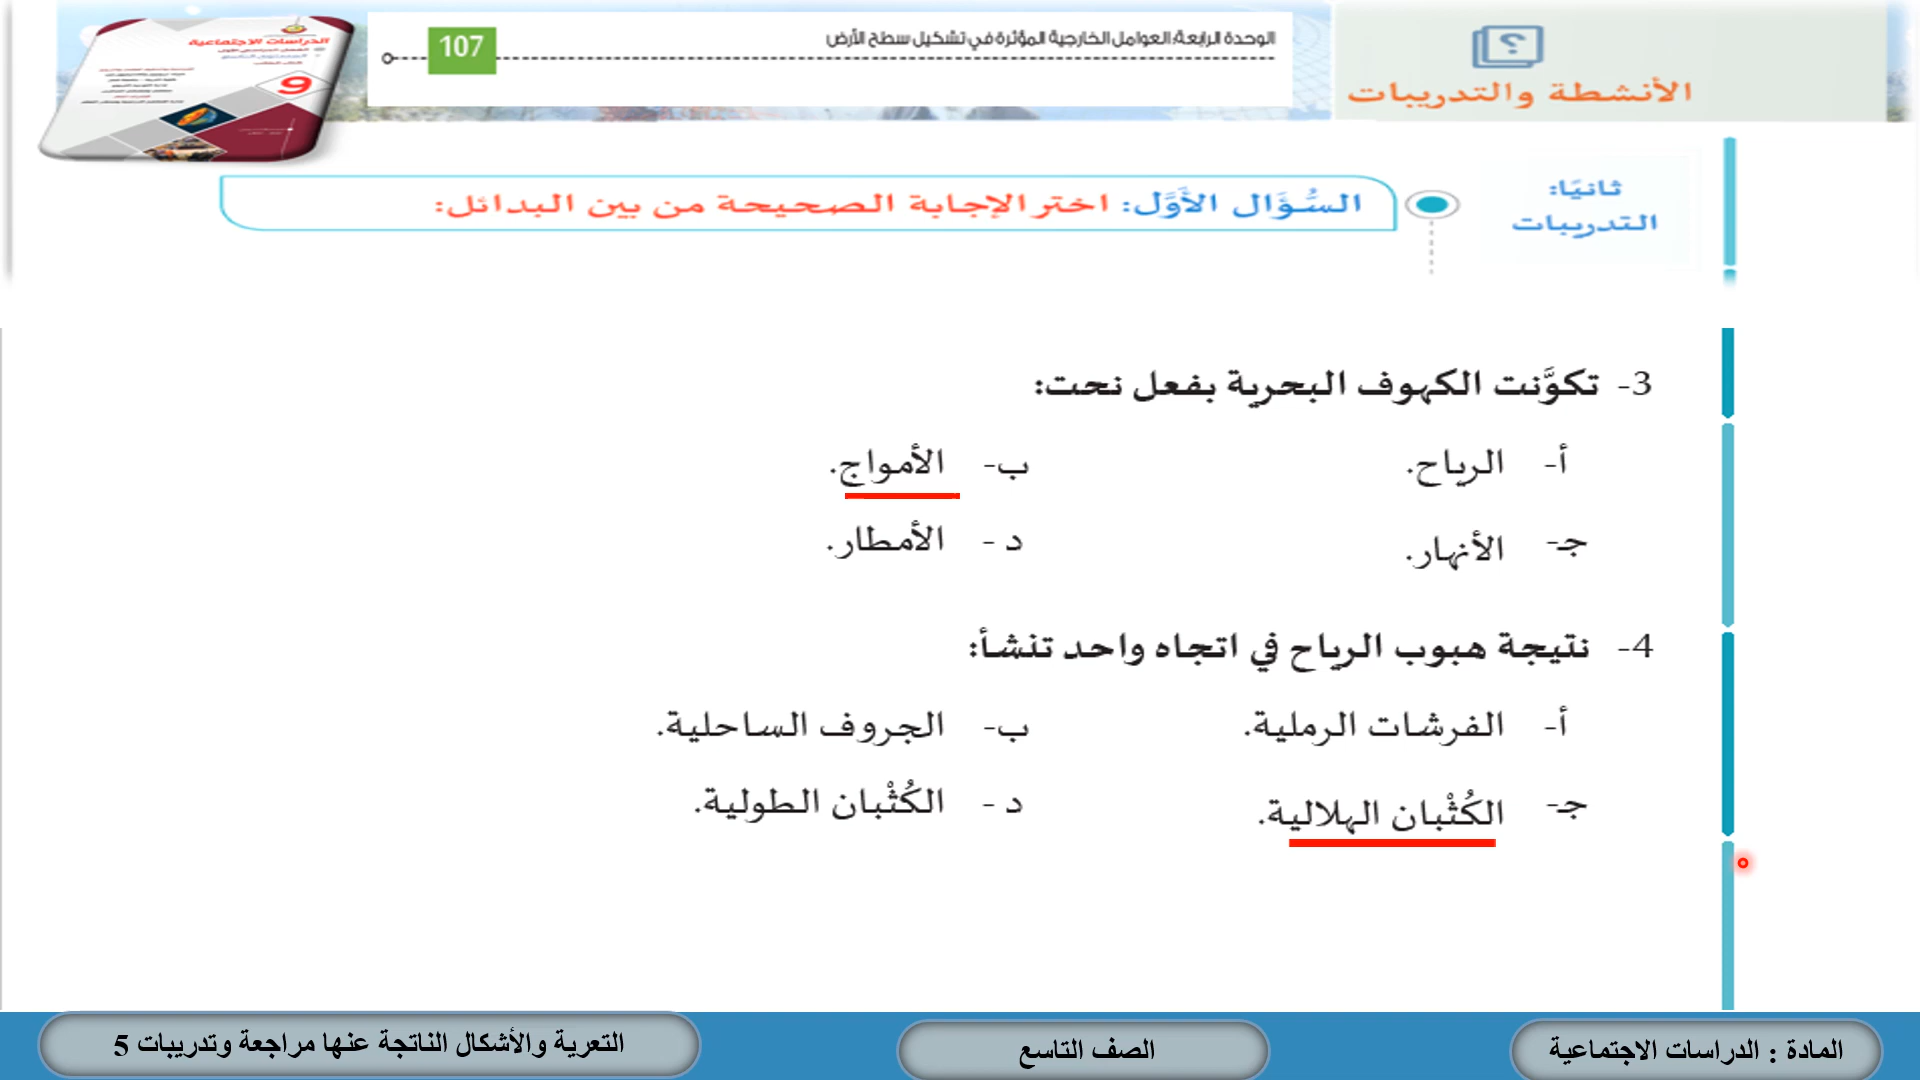 الدراسات الاجتماعية
9
107
الوحدة الرابعة: العوامل الخارجية المؤثرة في تشكيل سطح الأرض
الأنشطة والتدريبات
ثانيًا:
التدريبات
السُّؤَال الأَوَّل: اختر الإجابة الصحيحة من بين البدائل:
3- تكوَّنت الكهوف البحرية بفعل نحت:
أ- الرياح. ب- الأمواج.
جـ- الأنهار. د - الأمطار.
4- نتيجة هبوب الرياح في اتجاه واحد تنشأ:
أ- الفرشات الرملية. ب- الجروف الساحلية.
جـ- الكُثْبان الهلالية. د - الكُثْبان الطولية.
المادة : الدراسات الاجتماعية
الصف التاسع
التعرية والأشكال الناتجة عنها مراجعة وتدريبات 5